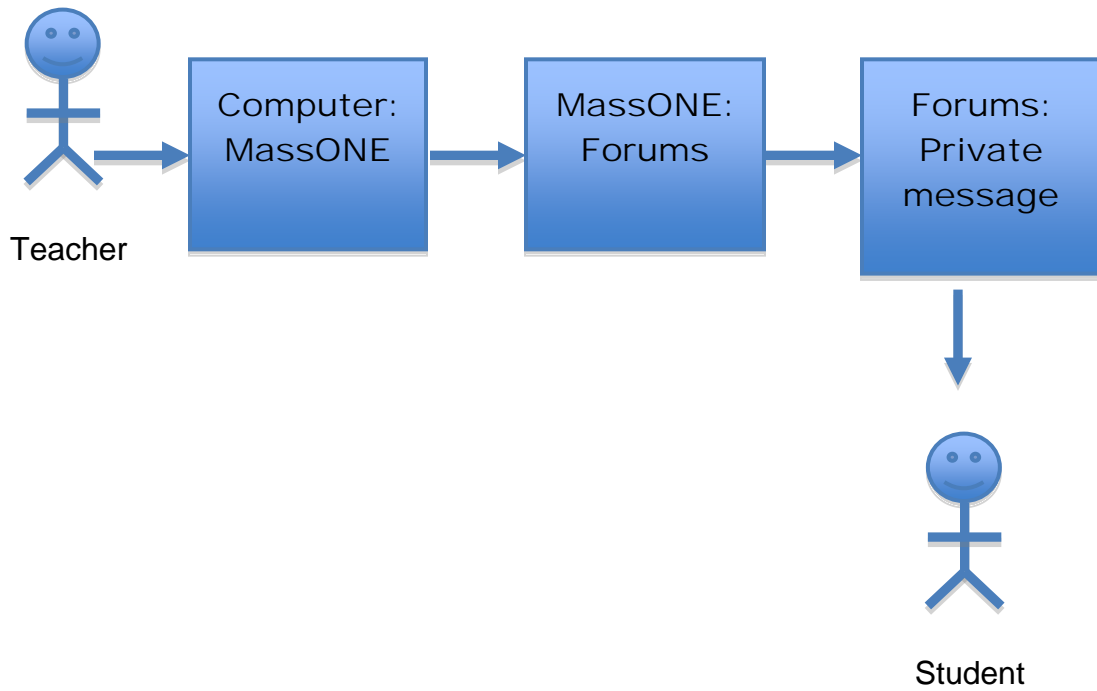 Computer:
MassONE
MassONE:
Forums
Forums:
Private
message
Teacher
Student